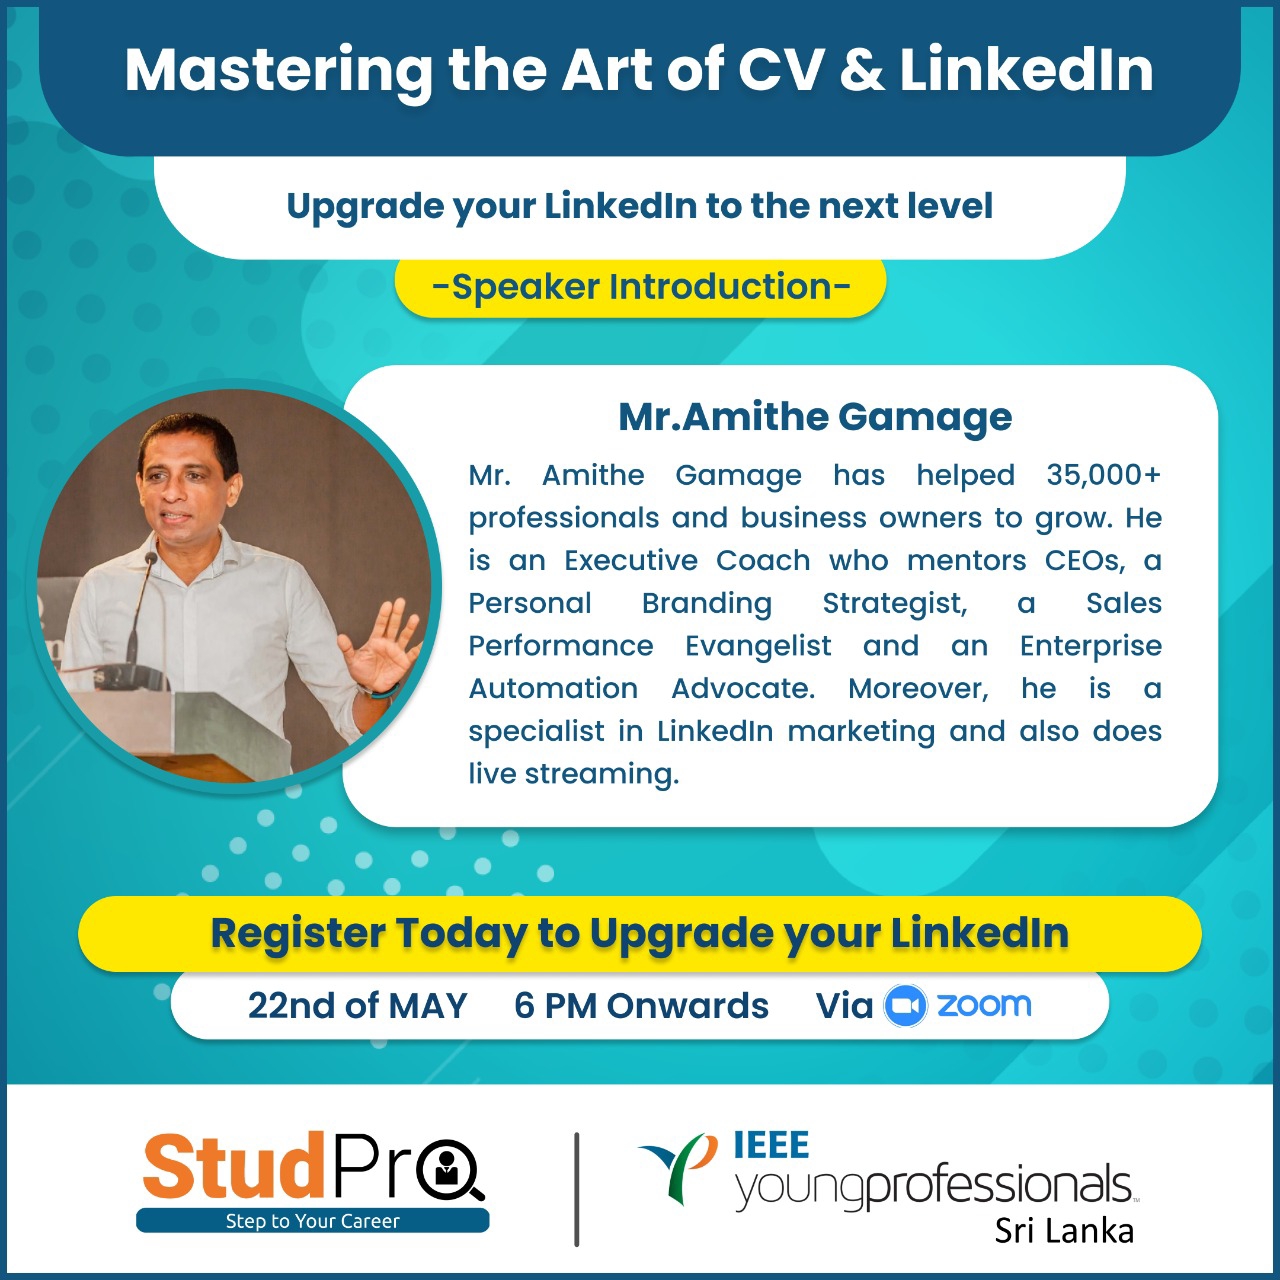 Mastering the Art of CV & LinkedIn
Upgrade your LinkedIn to the next level
-Speaker Introduction-
Mr.Amithe Gamage
Mr. Amithe Gamage has helped 35,000+
professionals and business owners to grow. He
is an Executive Coach who mentors CEOs, a
Personal Branding Strategist, a Sales
Performance Evangelist and an Enterprise
Automation Advocate. Moreover, he is a
specialist in LinkedIn marketing and also does
live streaming.
Register Today to Upgrade your LinkedIn
22nd of MAY 6 PM Onwards Via zoom
StudPro
Step to Your Career
IEEE
youngprofessionals™
Sri Lanka